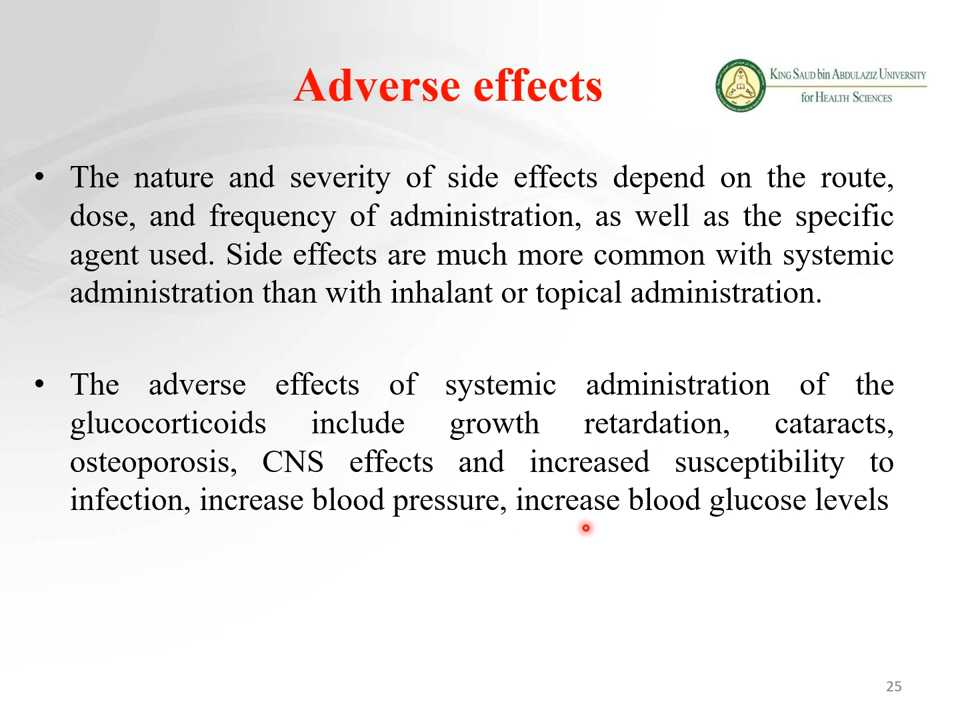 Adverse effects
KING SAUD bin ABDULAZIZ UNIVERSITY
for HEALTH SCIENCES
• The nature and severity of side effects depend on the route,
dose, and frequency of administration, as well as the specific
agent used. Side effects are much more common with systemic
administration than with inhalant or topical administration.
• The adverse effects of systemic administration of the
glucocorticoids include growth retardation, cataracts,
osteoporosis, CNS effects and increased susceptibility to
infection, increase blood pressure, increase blood glucose levels
25